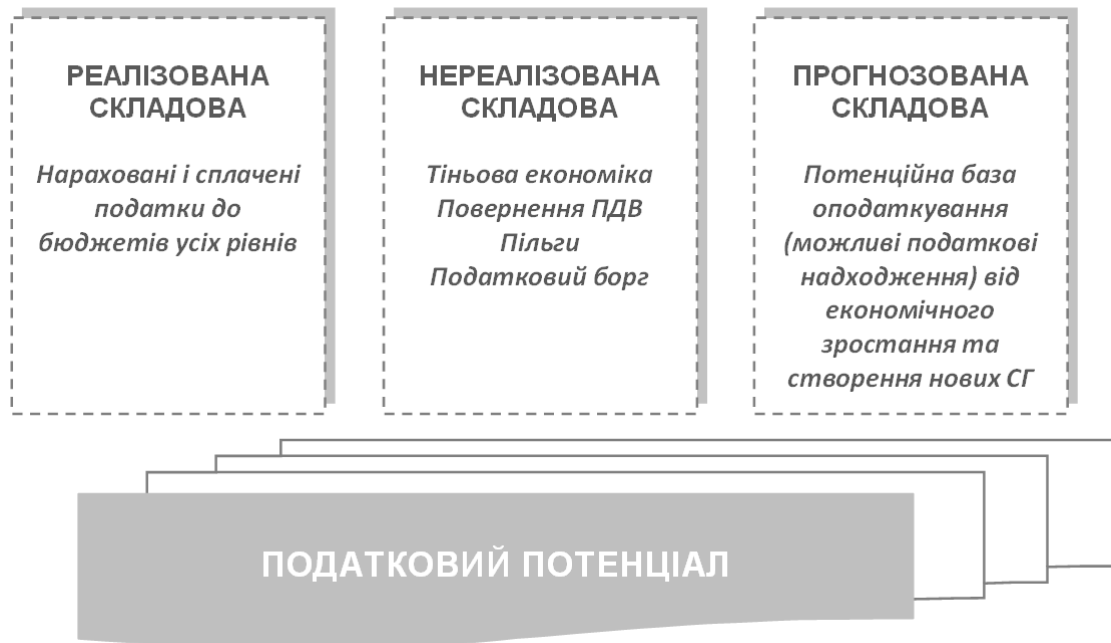 РЕАЛІЗОВАНА
СКЛАДОВА
Нараховані і сплачені
податки до
бюджетів усіх рівнів
НЕРЕАЛІЗОВАНА
СКЛАДОВА
Тіньова економіка
Повернення ПДВ
Пільги
Податковий борг
ПРОГНОЗОВАНА
СКЛАДОВА
Потенційна база
оподаткування
(можливі податкові
надходження) від
економічного
зростання та
створення нових СГ
ПОДАТКОВИЙ ПОТЕНЦІАЛ